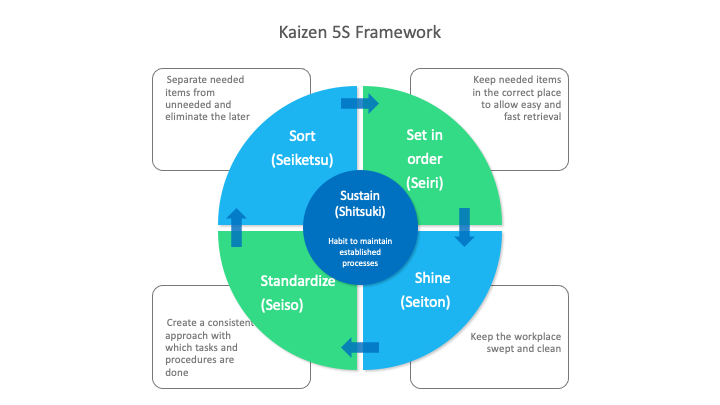 Kaizen 5S Framework
Separate needed
items from
unneeded and
eliminate the later
Keep needed items
in the correct place
to allow easy and
fast retrieval
Sort
(Seiketsu)
Set in
order
(Seiri)
Sustain
(Shitsuki)
Habit to maintain
established
processes
Standardize
(Seiso)
Shine
(Seiton)
Create a consistent
approach with
which tasks and
procedures are
done
Keep the workplace
swept and clean